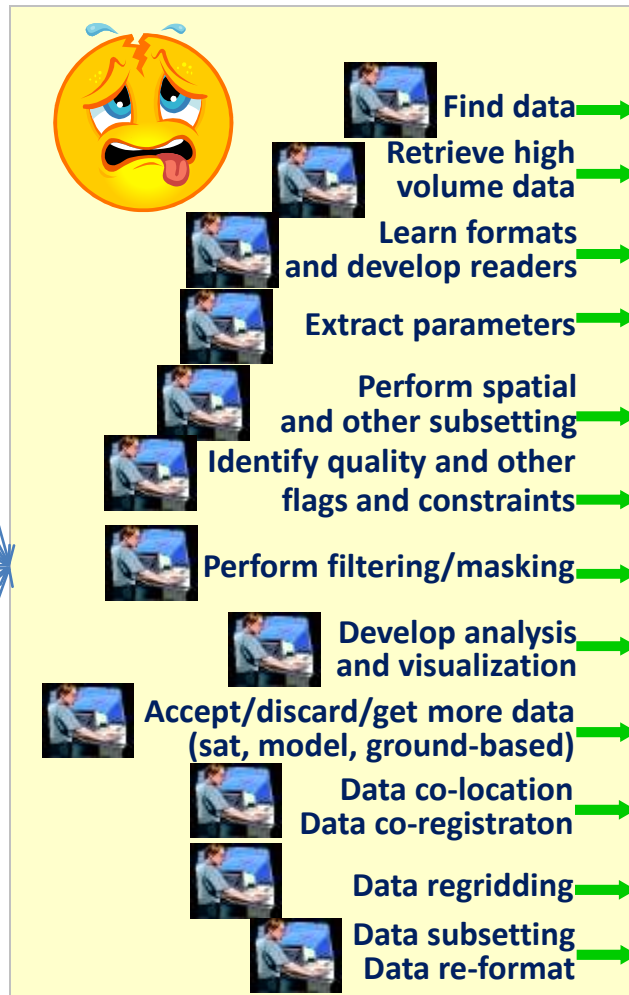 Find data
Retrieve high
volume data
Learn formats
and develop readers
Extract parameters
Perform spatial
and other subsetting
Identify quality and other
flags and constraints
Perform filtering/masking
Develop analysis
and visualization
Accept/discard/get more data
(sat, model, ground-based)
Data co-location
Data co-registraton
Data regridding
Data subsetting
Data re-format